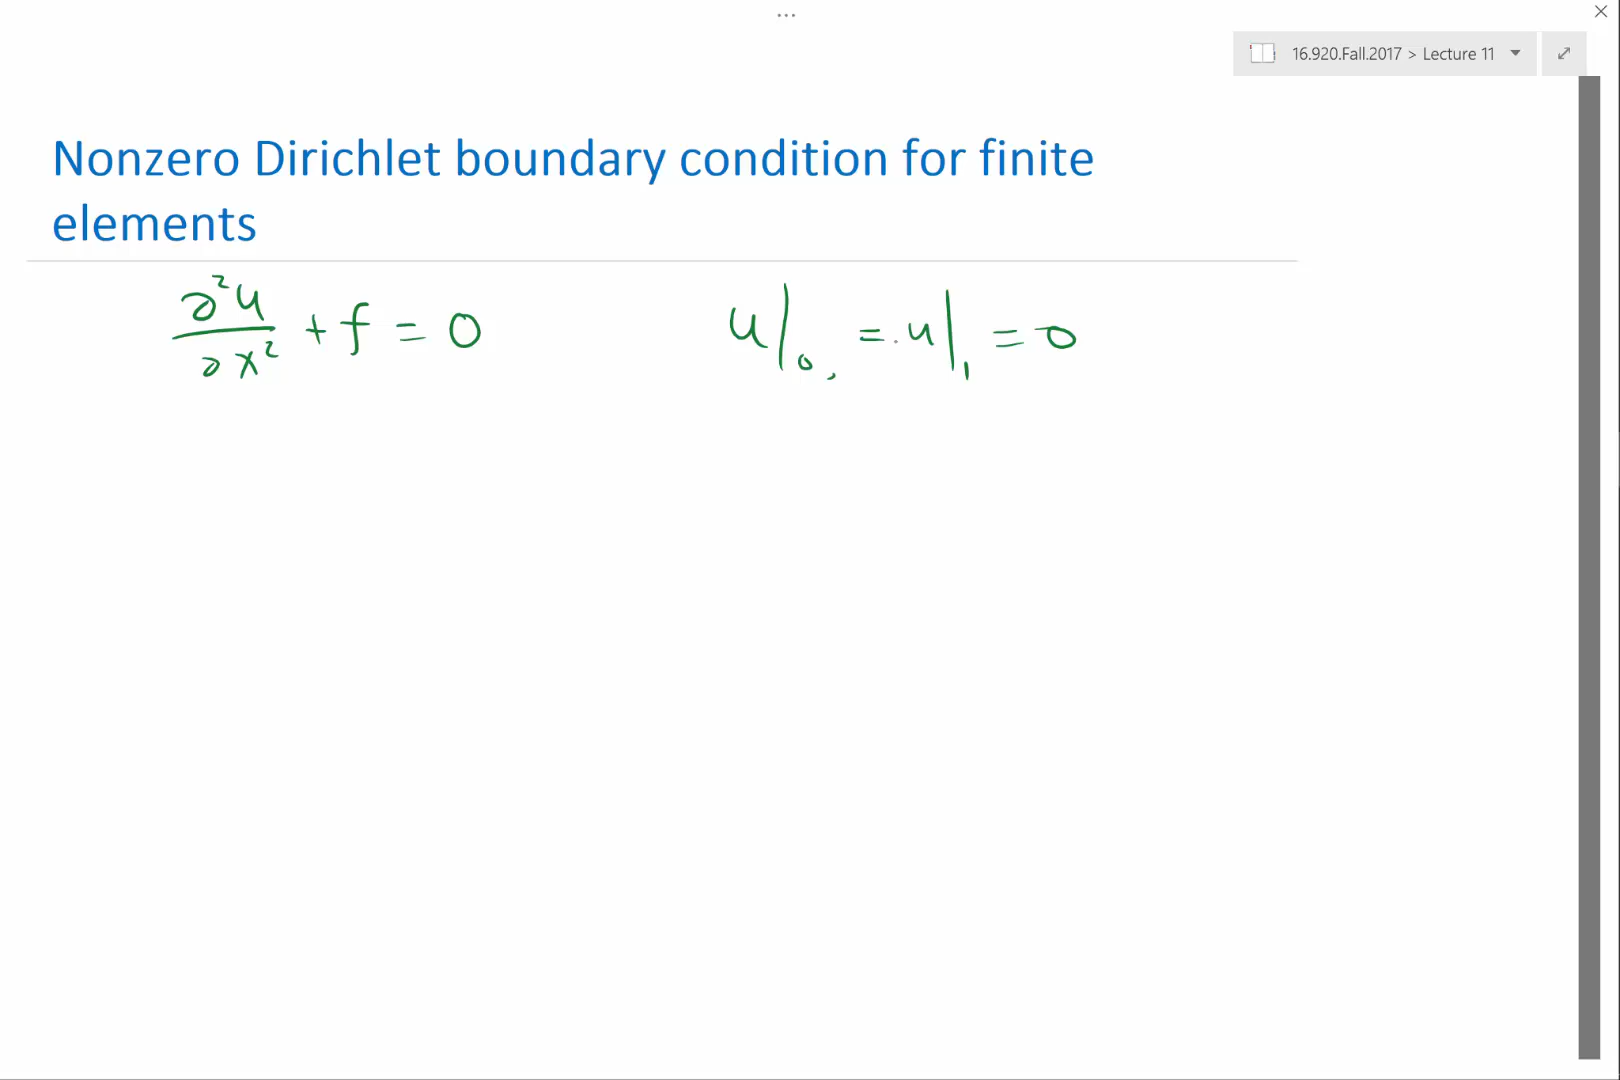 ...
16.920.Fall.2017 > Lecture 11
Nonzero Dirichlet boundary condition for finite
elements
∂²u/∂x² + f = 0    u|₀, = u|₁ = 0